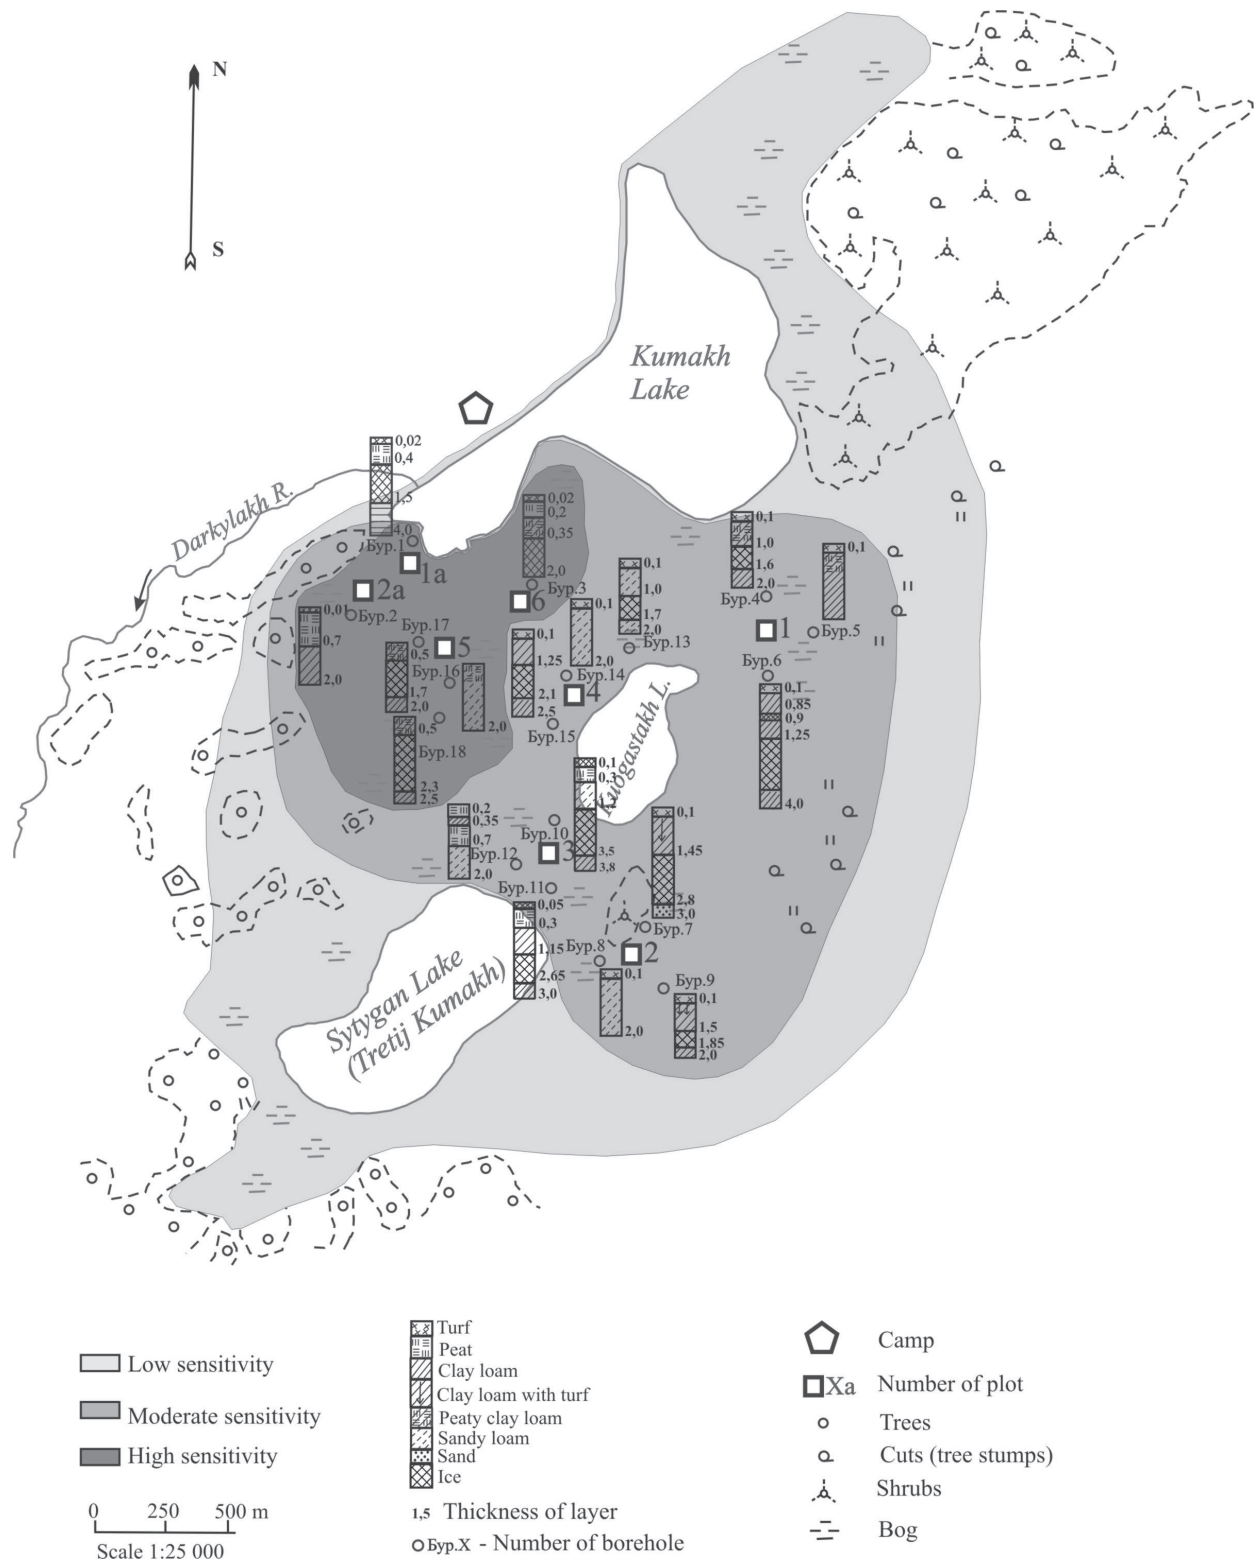 N
S
Kumakh
Lake
Darkylakh R.
0,02
0,4
1,5
4,0
Бур.1
1a
2a
0,01
0,7
2,0
Бур.2
Бур.17
0,5
1,7
2,0
5
Бур.16
2,0
0,5
Бур.18
2,3
2,5
0,02
0,2
0,35
2,0
Бур.3
6
0,1
1,25
2,1
2,5
0,1
2,0
Бур.14
4
Бур.15
0,1
1,0
1,7
2,0
Бур.13
0,1
1,0
1,6
2,0
Бур.4
0,1
1
Бур.5
Бур.6
0,1
0,85
0,9
1,25
4,0
Kuogastakh L.
0,1
0,3
3,5
3,8
0,2
0,35
0,7
2,0
Бур.10
3
Бур.12
Бур.11
0,05
0,3
1,15
2,65
3,0
0,1
1,45
2,8
3,0
Бур.7
2
Бур.8
0,1
2,0
Бур.9
0,1
1,5
1,85
2,0
Sytygan Lake
(Tretij Kumakh)
Low sensitivity
Moderate sensitivity
High sensitivity
0 250 500 m
Scale 1:25 000
Turf
Peat
Clay loam
Clay loam with turf
Peaty clay loam
Sandy loam
Sand
Ice
1,5 Thickness of layer
Бур.X - Number of borehole
Camp
Xa Number of plot
Trees
Cuts (tree stumps)
Shrubs
Bog